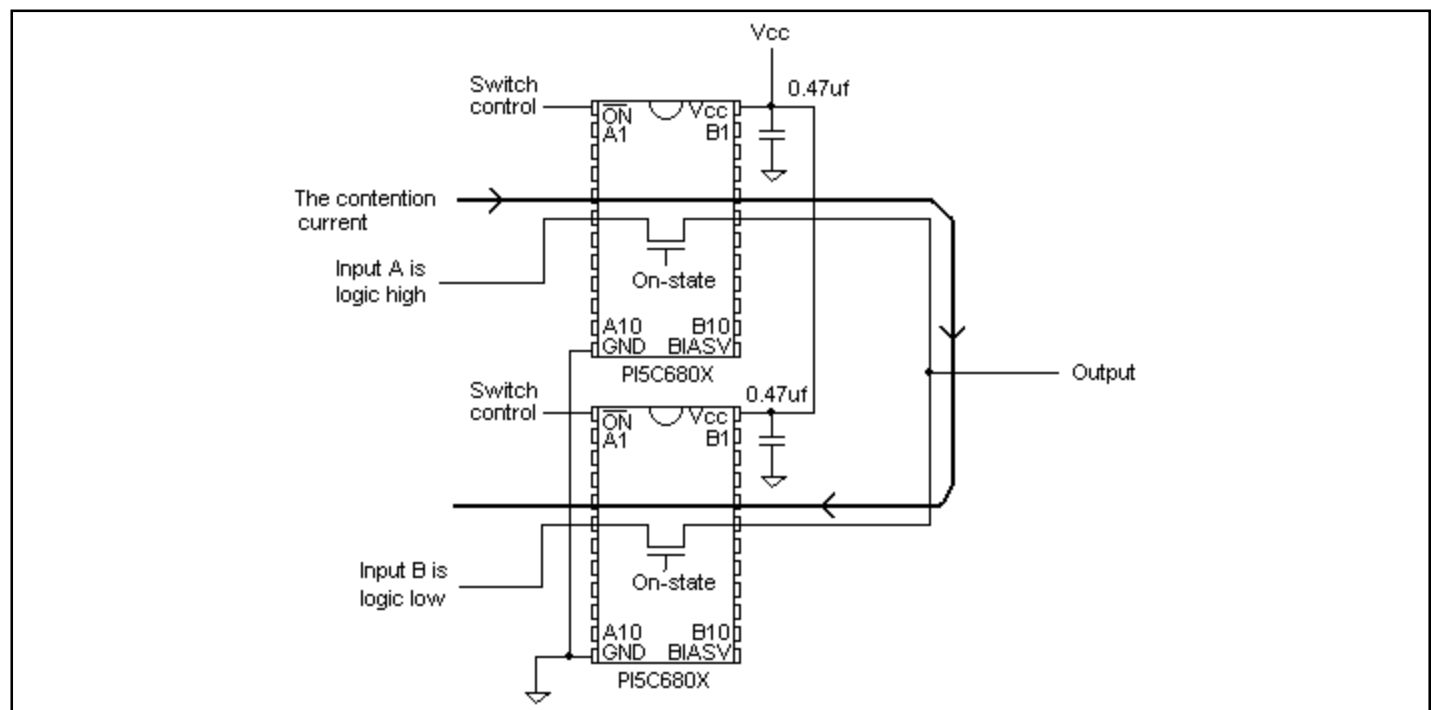 Vcc
Switch
control
0.47uf
ON
Vcc
A1
B1
The contention
current
Input A is
logic high
On-state
A10
B10
GND
BIASV
PI5C680X
Output
Switch
control
0.47uf
ON
Vcc
A1
B1
Input B is
logic low
On-state
A10
B10
GND
BIASV
PI5C680X